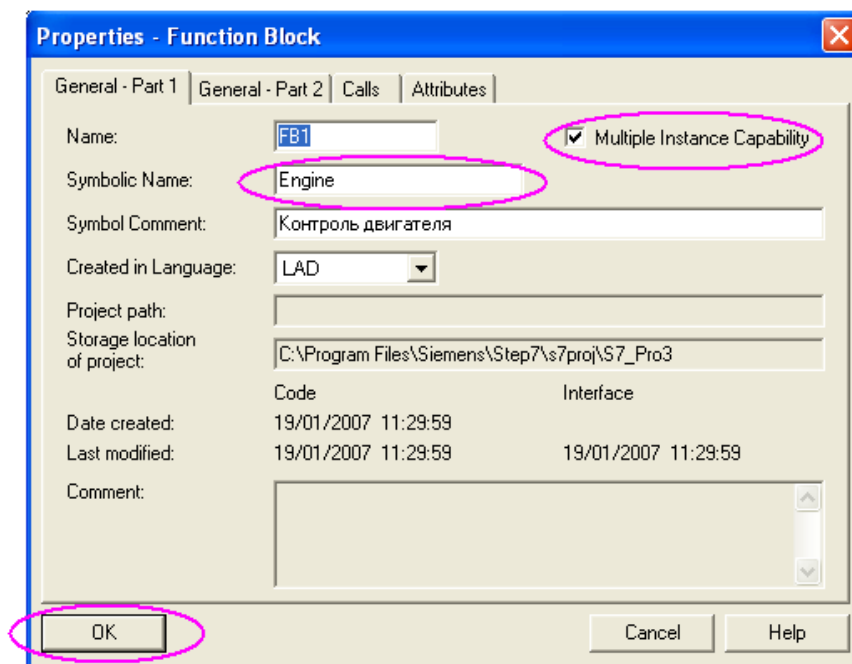 Properties - Function Block
General - Part 1 General - Part 2 Calls Attributes
Name: FB1 Multiple Instance Capability
Symbolic Name: Engine
Symbol Comment: Контроль двигателя
Created in Language: LAD
Project path:
Storage location
of project: C:\Program Files\Siemens\Step7\s7proj\S7_Pro3
Code Interface
Date created: 19/01/2007 11:29:59
Last modified: 19/01/2007 11:29:59 19/01/2007 11:29:59
Comment:
OK Cancel Help